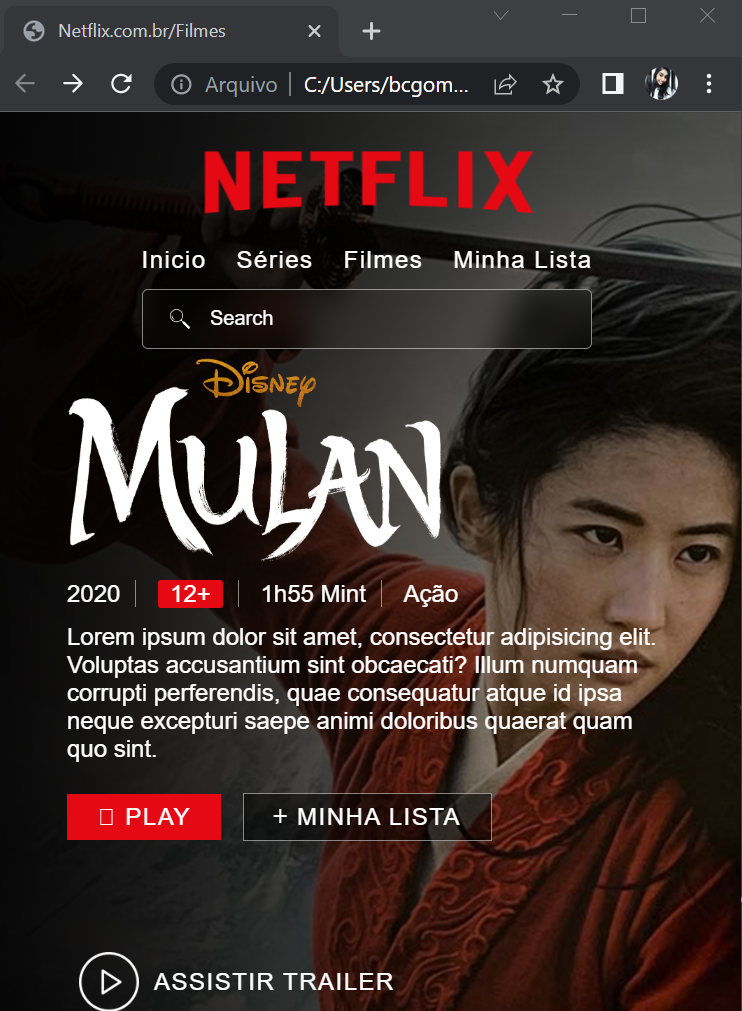 Netflix.com.br/Filmes
Arquivo | C:/Users/bcgom...
NETFLIX
Inicio Séries Filmes Minha Lista
Search
Disney
MULAN
2020 12+ 1h55 Mint Ação
Lorem ipsum dolor sit amet, consectetur adipisicing elit.
Voluptas accusantium sint obcaecati? Illum numquam
corrupti perferendis, quae consequatur atque id ipsa
neque excepturi saepe animi doloribus quaerat quam
quo sint.
PLAY + MINHA LISTA
ASSISTIR TRAILER